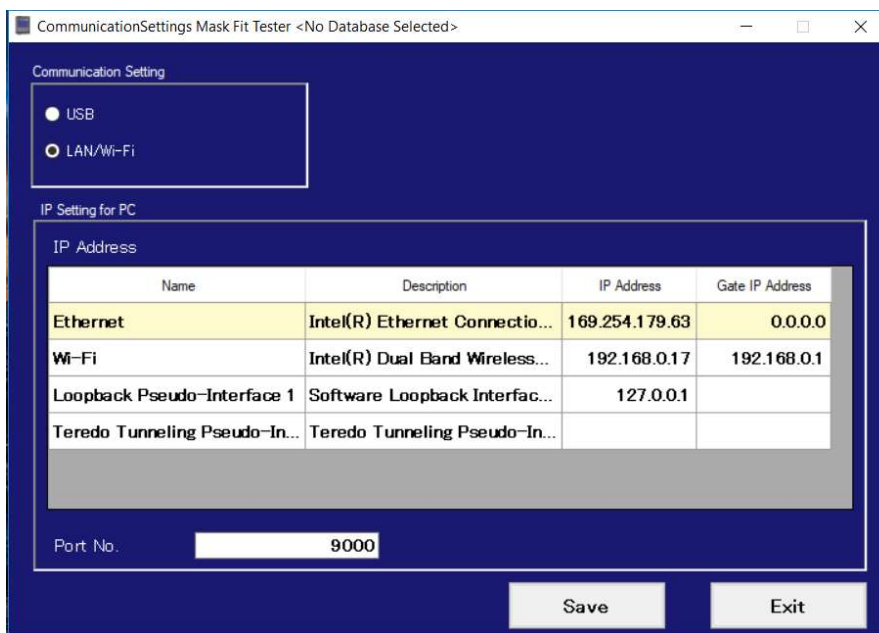 CommunicationSettings Mask Fit Tester <No Database Selected>
Communication Setting
USB
LAN/Wi-Fi
IP Setting for PC
IP Address
Name Description IP Address Gate IP Address
Ethernet Intel(R) Ethernet Connectio... 169.254.179.63 0.0.0.0
Wi-Fi Intel(R) Dual Band Wireless... 192.168.0.17 192.168.0.1
Loopback Pseudo-Interface 1 Software Loopback Interfac... 127.0.0.1
Teredo Tunneling Pseudo-In... Teredo Tunneling Pseudo-In...
Port No. 9000
Save Exit